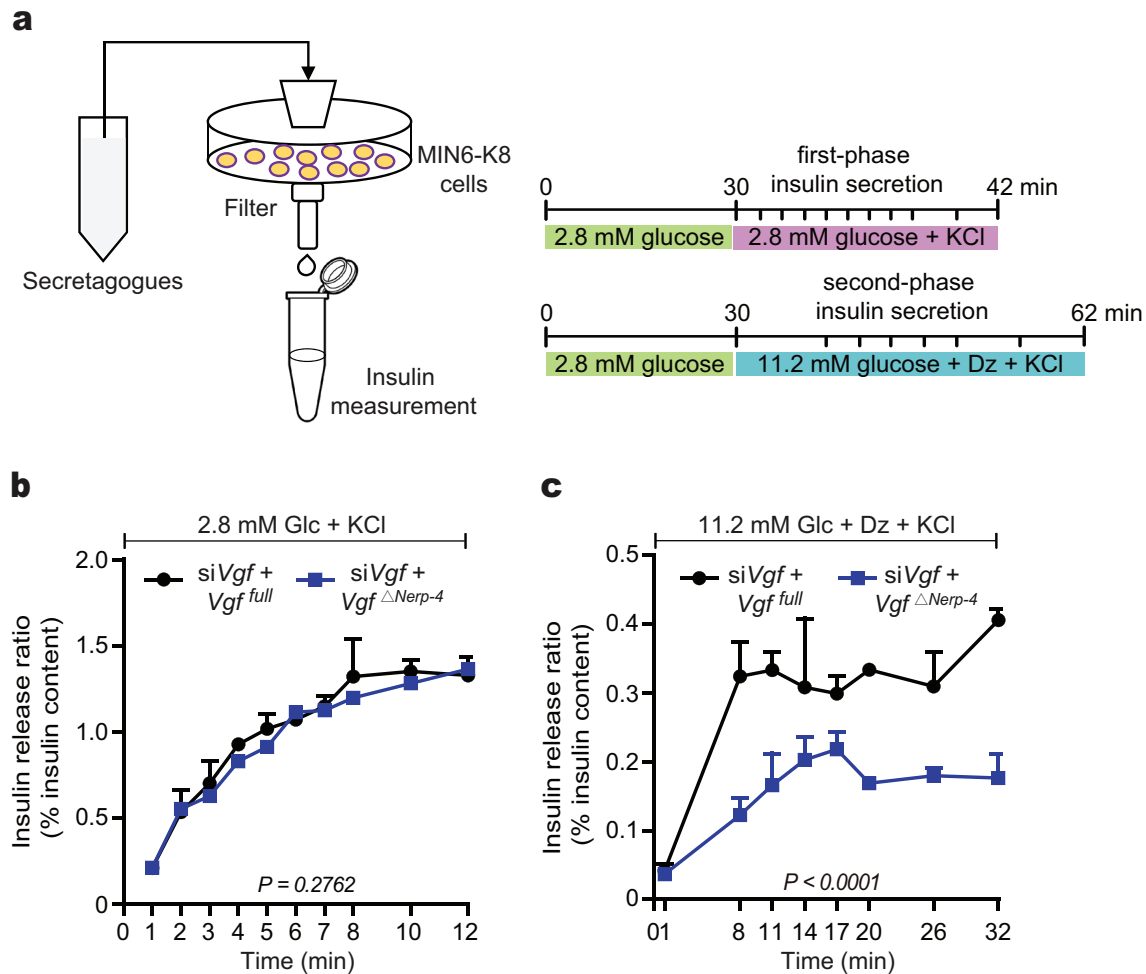 a
Secretagogues
Filter
MIN6-K8
cells
Insulin
measurement
first-phase
insulin secretion
0
30
42 min
2.8 mM glucose
2.8 mM glucose + KCl
second-phase
insulin secretion
0
30
62 min
2.8 mM glucose
11.2 mM glucose + Dz + KCl
b
2.8 mM Glc + KCl
siVgf +
Vgf full
siVgf +
Vgf △Nerp-4
Insulin release ratio
(% insulin content)
2.0
1.5
1.0
0.5
0
P = 0.2762
0 1 2 3 4 5 6 7 8 10 12
Time (min)
c
11.2 mM Glc + Dz + KCl
siVgf +
Vgf full
siVgf +
Vgf △Nerp-4
Insulin release ratio
(% insulin content)
0.5
0.4
0.3
0.2
0.1
0
P < 0.0001
01 8 11 14 17 20 26 32
Time (min)